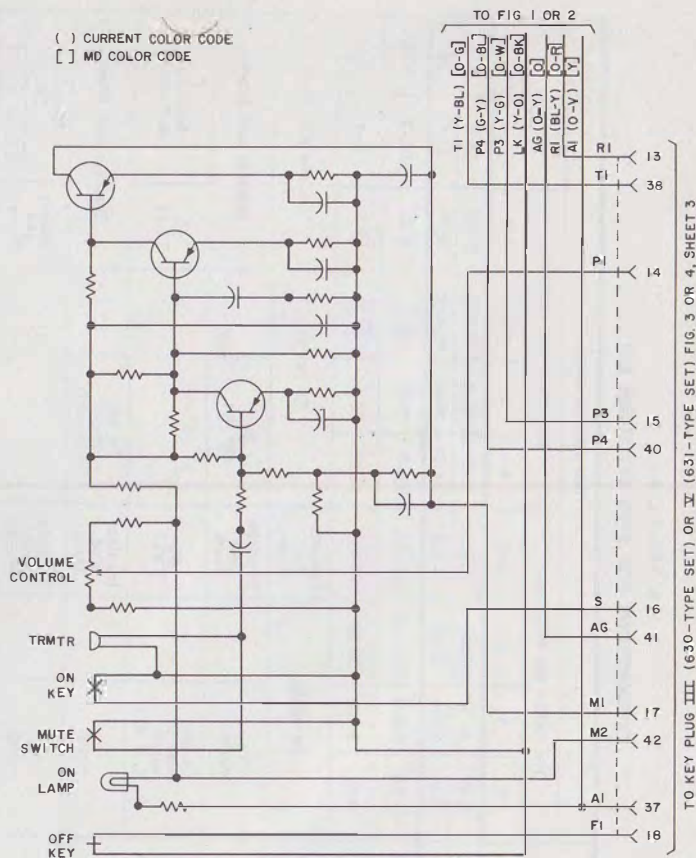 ( ) CURRENT COLOR CODE
[ ] MD COLOR CODE
TO FIG 1 OR 2
T1 (Y-BL) [O-G]
P4 (G-Y) [O-BL]
P3 (Y-G) [O-W]
LK (Y-O) [O-BK]
AG (O-Y) [O]
R1 (BL-Y) [O-R]
A1 (O-V) [Y]
R1 13
T1 38
P1 14
P3 15
P4 40
VOLUME
CONTROL
S 16
TRMTR
AG 41
ON
KEY
M1 17
MUTE
SWITCH
M2 42
ON
LAMP
A1 37
F1 18
OFF
KEY
TO KEY PLUG III (630-TYPE SET) OR V (631-TYPE SET) FIG. 3 OR 4, SHEET 3